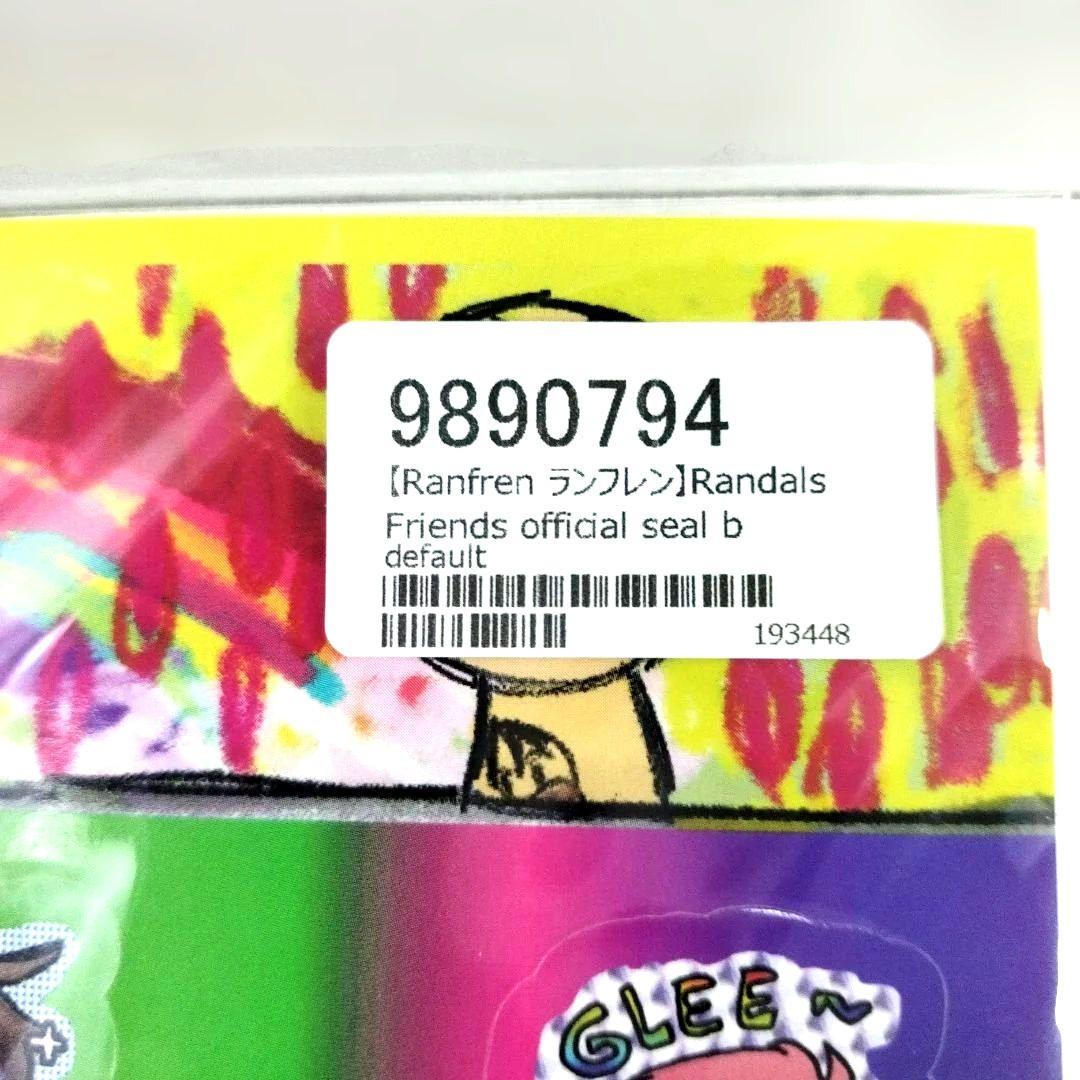 9890794
【Ranfren ランフレン】Randals
Friends official seal b
default
193448
GLEE~